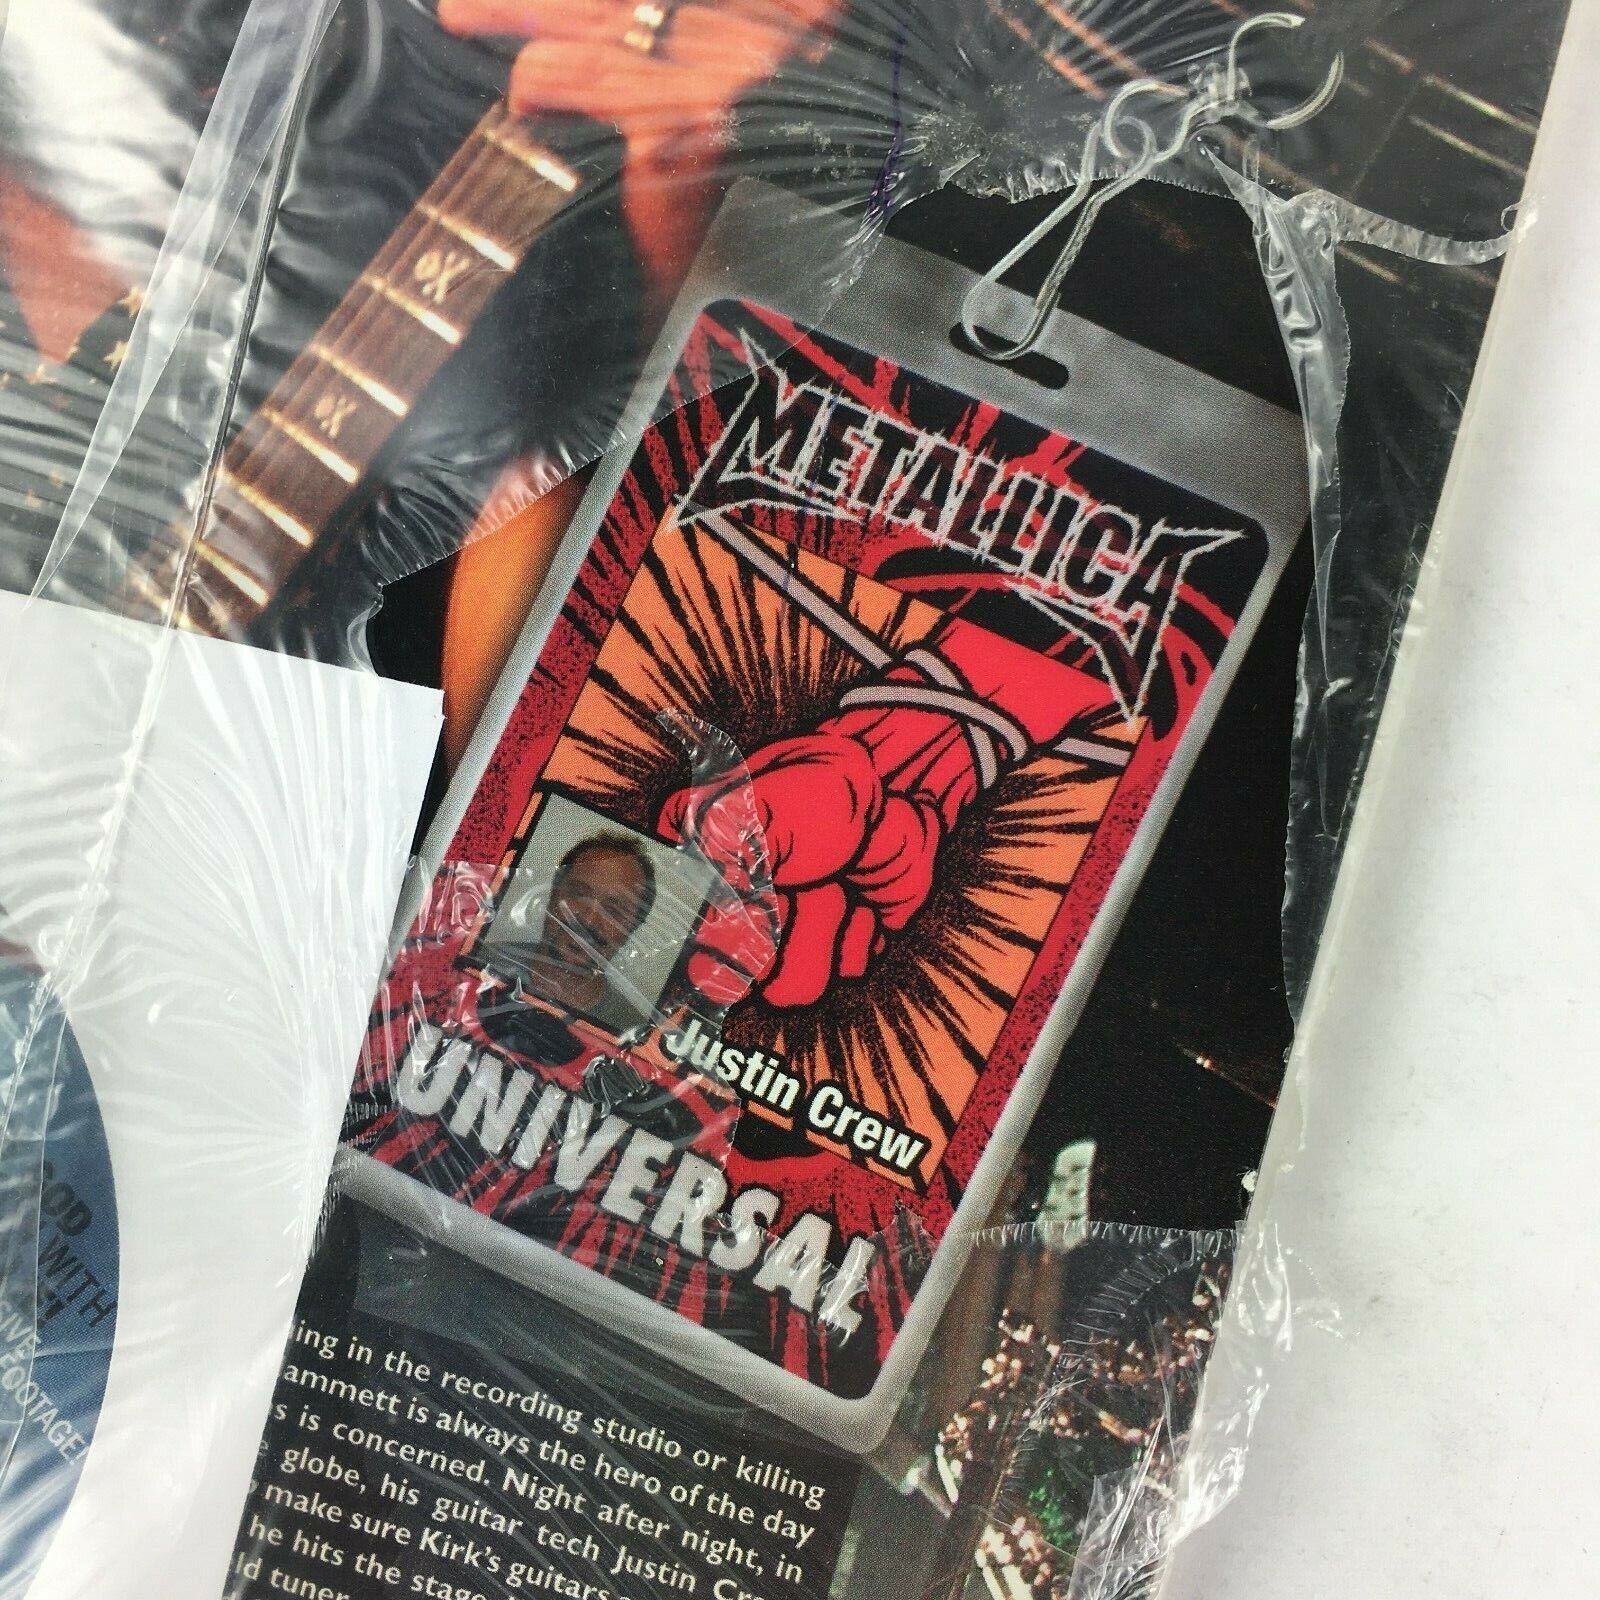 METALLICA
Justin Crew
UNIVERSAL
ing in the recording studio or killing
ammett is always the hero of the day
s is concerned. Night after night, in
globe, his guitar tech Justin
make sure Kirk's guitars
he hits the stage
ld tuner
WITH
FOOTAGE!